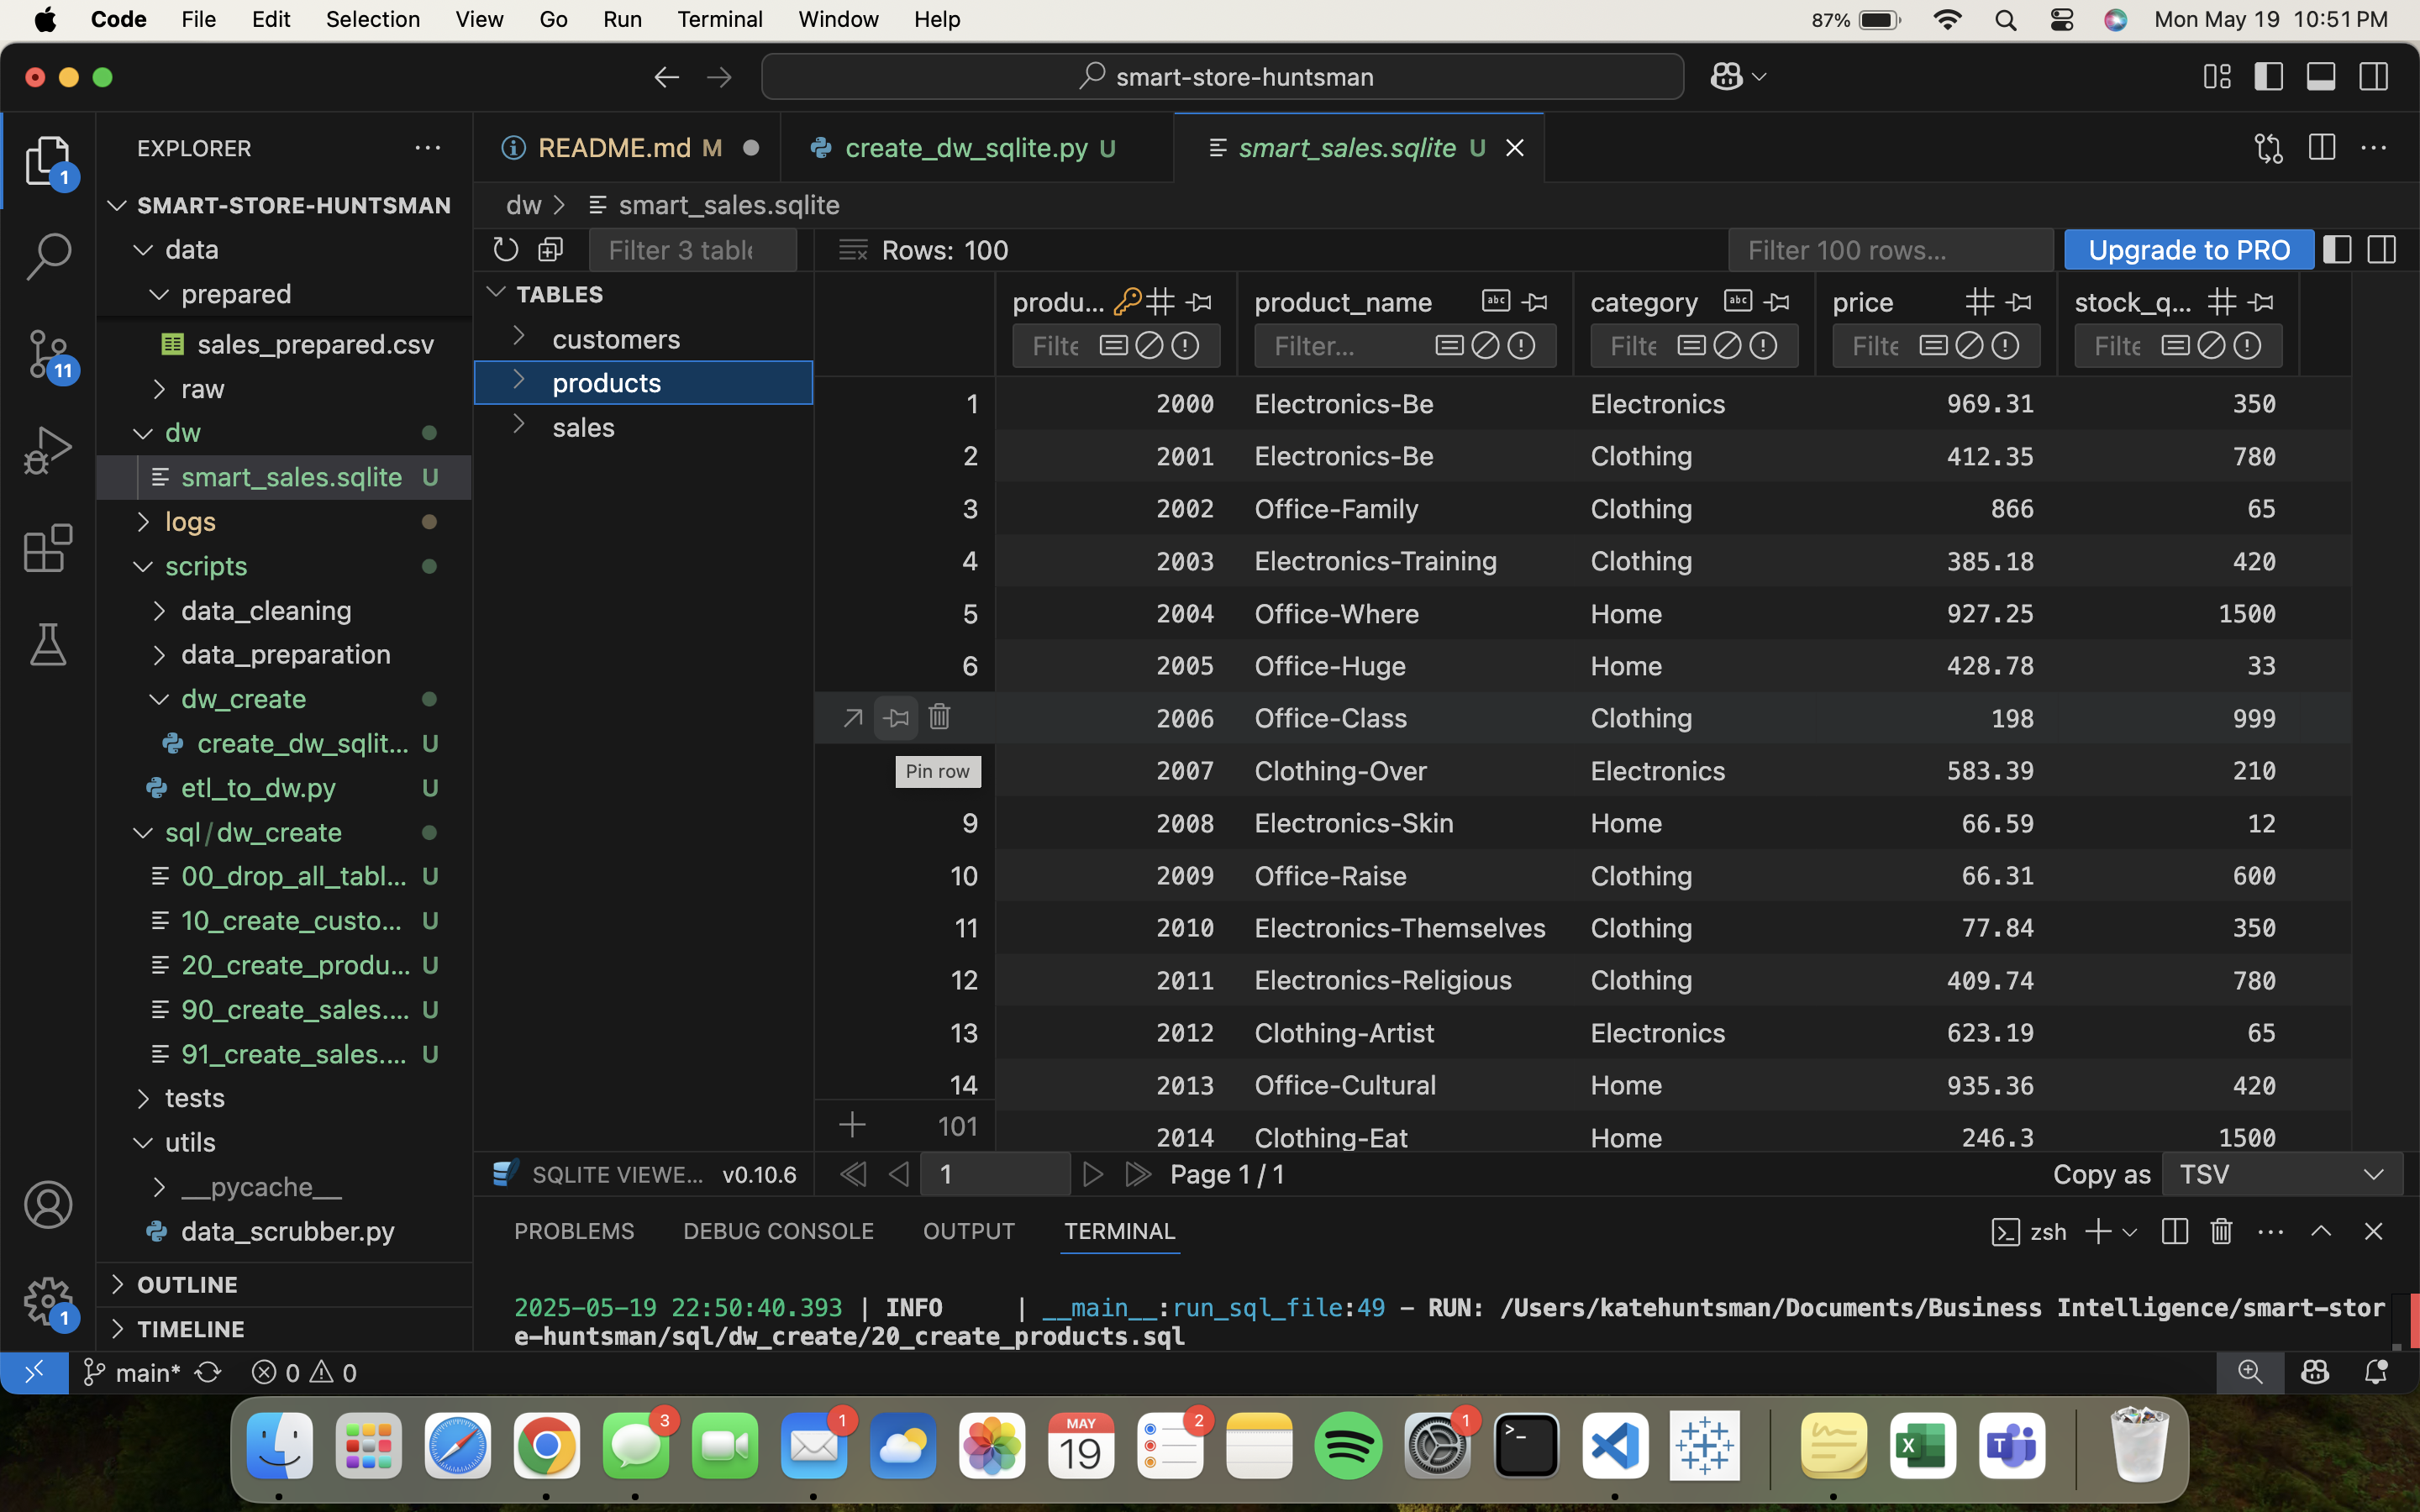 Code File Edit Selection View Go Run Terminal Window Help 87% Mon May 19 10:51 PM
smart-store-huntsman
EXPLORER
README.md M
create_dw_sqlite.py U
smart_sales.sqlite U
SMART-STORE-HUNTSMAN
data
prepared
sales_prepared.csv
raw
dw
smart_sales.sqlite U
logs
scripts
data_cleaning
data_preparation
dw_create
create_dw_sqlit... U
etl_to_dw.py U
sql/dw_create
00_drop_all_tabl... U
10_create_custo... U
20_create_produ... U
90_create_sales.... U
91_create_sales.... U
tests
utils
__pycache__
data_scrubber.py
OUTLINE
TIMELINE
1
11
1
dw > smart_sales.sqlite
Filter 3 table
Rows: 100
Filter 100 rows...
Upgrade to PRO
TABLES
customers
products
sales
produ... product_name abc category abc price stock_q...
Filte Filter... Filte Filte Filte
1 2000 Electronics-Be Electronics 969.31 350
2 2001 Electronics-Be Clothing 412.35 780
3 2002 Office-Family Clothing 866 65
4 2003 Electronics-Training Clothing 385.18 420
5 2004 Office-Where Home 927.25 1500
6 2005 Office-Huge Home 428.78 33
2006 Office-Class Clothing 198 999
Pin row
2007 Clothing-Over Electronics 583.39 210
9 2008 Electronics-Skin Home 66.59 12
10 2009 Office-Raise Clothing 66.31 600
11 2010 Electronics-Themselves Clothing 77.84 350
12 2011 Electronics-Religious Clothing 409.74 780
13 2012 Clothing-Artist Electronics 623.19 65
14 2013 Office-Cultural Home 935.36 420
101 2014 Clothing-Eat Home 246.3 1500
SQLITE VIEWE... v0.10.6
1 Page 1 / 1
Copy as TSV
PROBLEMS DEBUG CONSOLE OUTPUT TERMINAL
zsh
2025-05-19 22:50:40.393 | INFO     | __main__:run_sql_file:49 - RUN: /Users/katehuntsman/Documents/Business Intelligence/smart-stor
e-huntsman/sql/dw_create/20_create_products.sql
main* 0 0
3 1 MAY 19 2 1